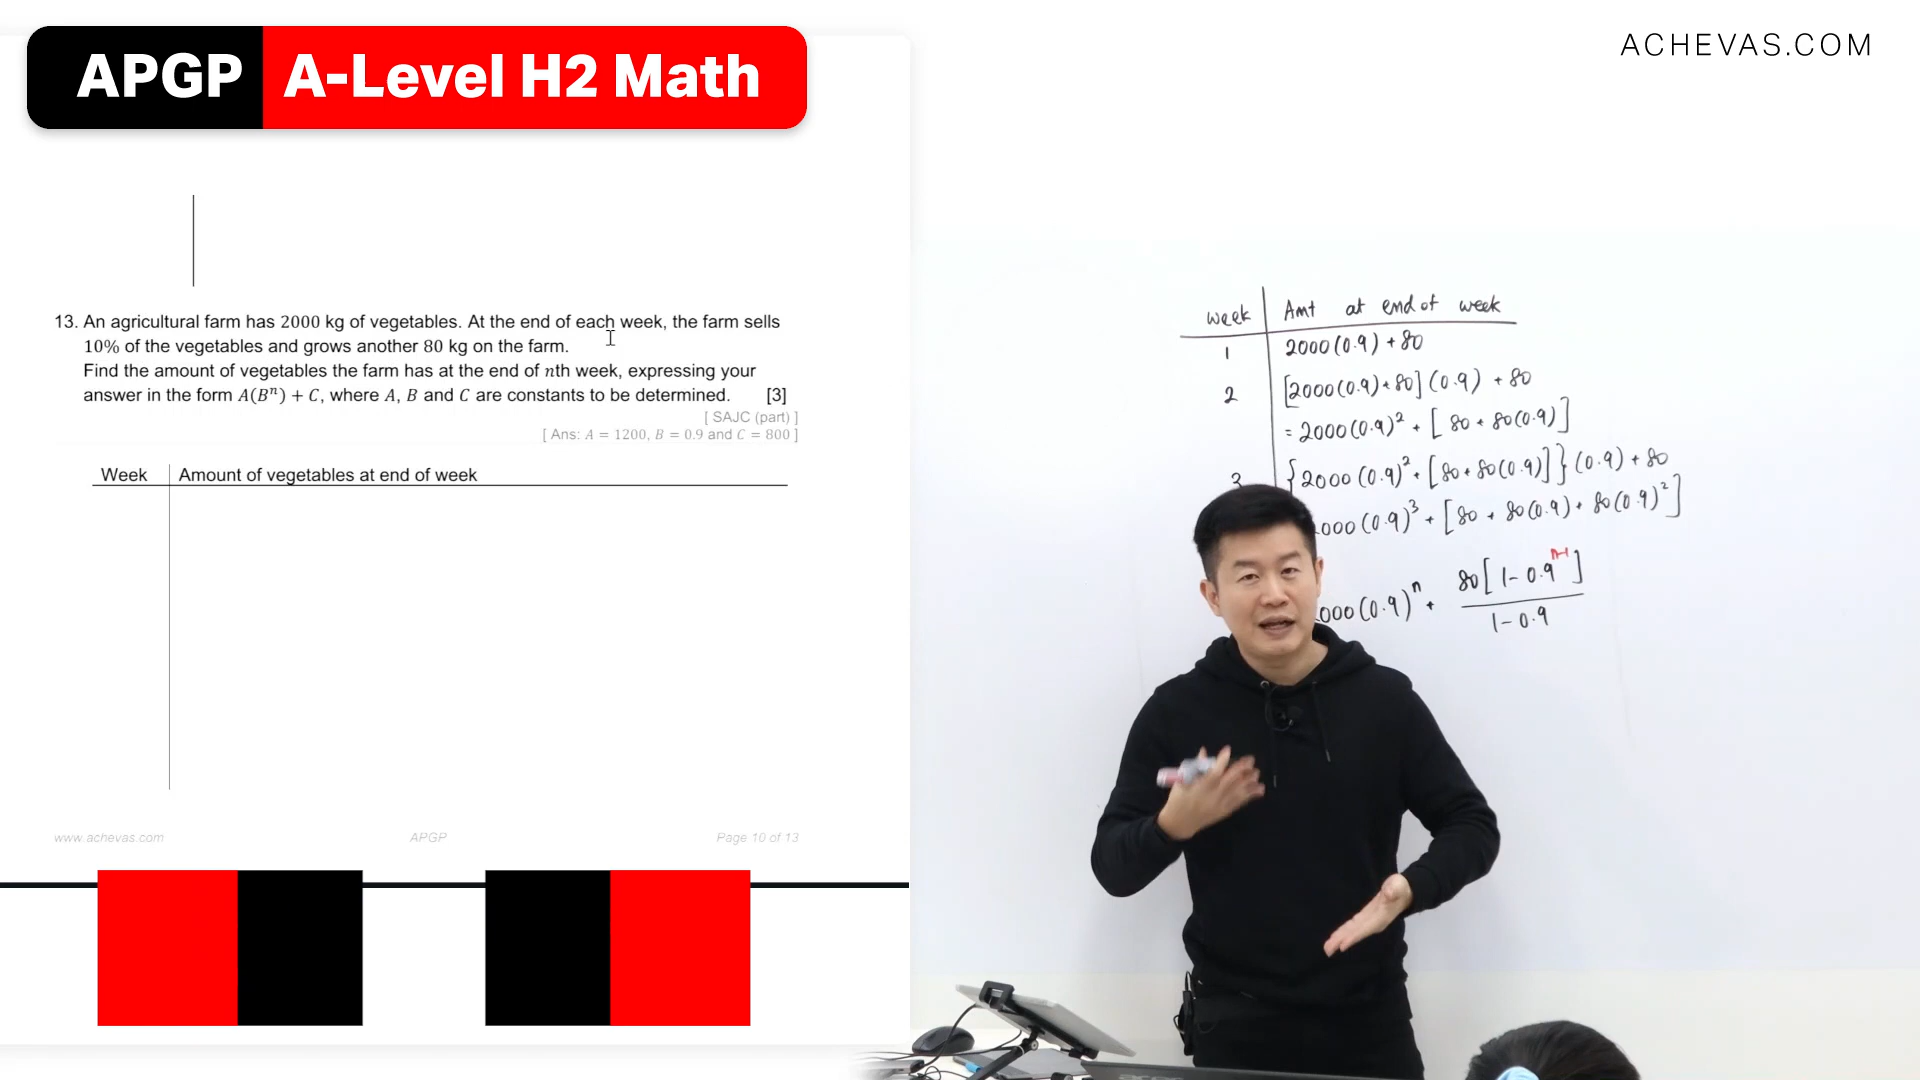 APGP A-Level H2 Math
ACHEVAS.COM
13. An agricultural farm has 2000 kg of vegetables. At the end of each week, the farm sells
10% of the vegetables and grows another 80 kg on the farm.
Find the amount of vegetables the farm has at the end of nth week, expressing your
answer in the form A(Bⁿ) + C, where A, B and C are constants to be determined. [3]
[ SAJC (part) ]
[ Ans: A = 1200, B = 0.9 and C = 800 ]
Week Amount of vegetables at end of week
www.achevas.com APGP Page 10 of 13
week Amt at end of week
1 2000(0.9) + 80
2 [2000(0.9) + 80](0.9) + 80
= 2000(0.9)² + [80 + 80(0.9)]
3 {2000(0.9)² + [80 + 80(0.9)]}(0.9) + 80
000(0.9)³ + [80 + 80(0.9) + 80(0.9)²]
000(0.9)ⁿ + 80[1 - 0.9ⁿ⁻¹]
1 - 0.9
acer